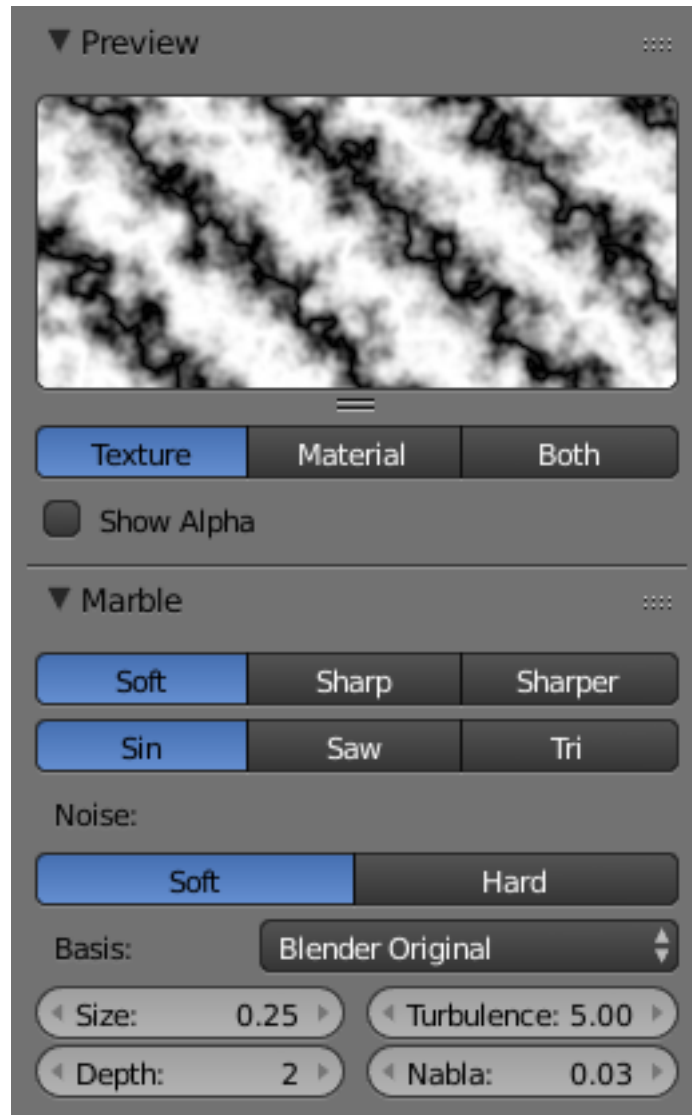 Preview
Texture Material Both
Show Alpha
Marble
Soft Sharp Sharper
Sin Saw Tri
Noise:
Soft Hard
Basis: Blender Original
Size: 0.25 Turbulence: 5.00
Depth: 2 Nabla: 0.03